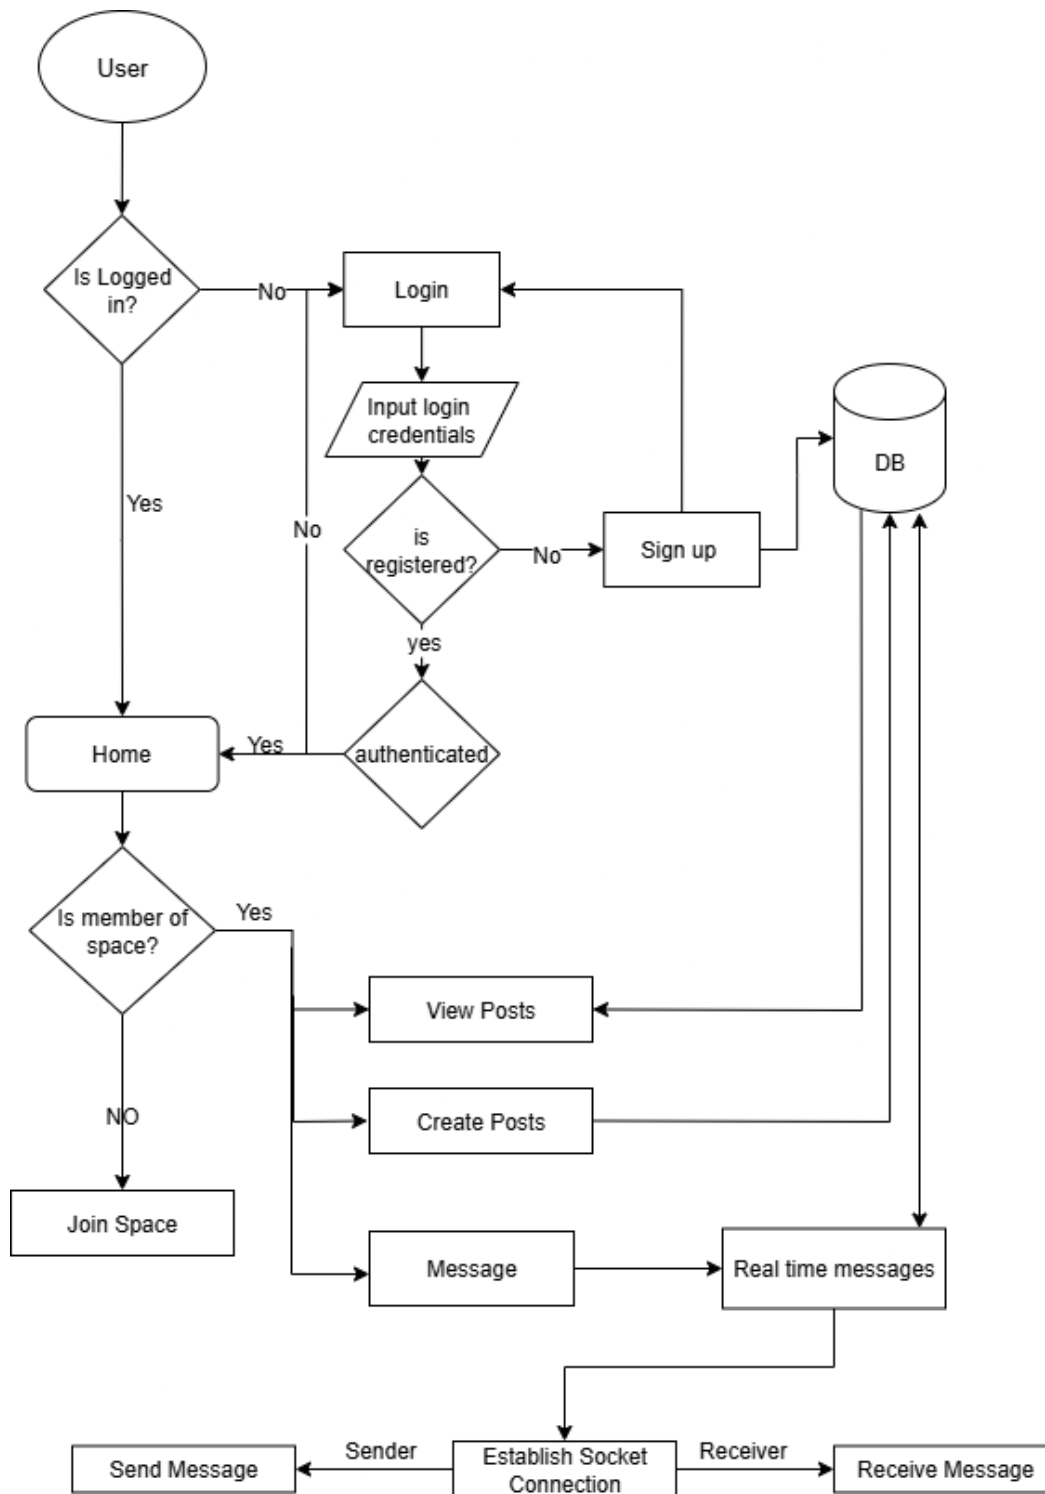 User
Is Logged
in?
No
Login
Input login
credentials
DB
Yes
No
is
registered?
No
Sign up
yes
Home
Yes
authenticated
Is member of
space?
Yes
View Posts
NO
Create Posts
Join Space
Message
Real time messages
Send Message
Sender
Establish Socket
Connection
Receiver
Receive Message